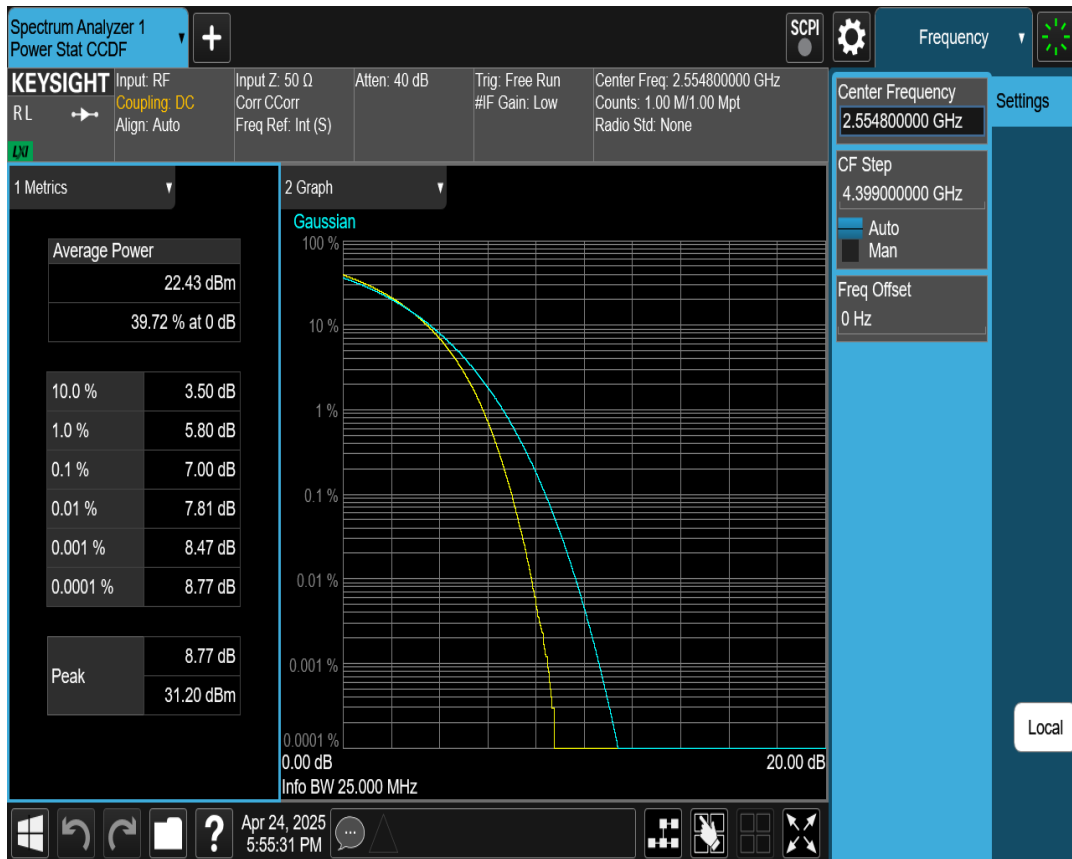 Spectrum Analyzer 1
Power Stat CCDF
+
SCPI
Frequency
KEYSIGHT
RL
LXI
Input: RF
Coupling: DC
Align: Auto
Input Z: 50 Ω
Corr CCorr
Freq Ref: Int (S)
Atten: 40 dB
Trig: Free Run
#IF Gain: Low
Center Freq: 2.554800000 GHz
Counts: 1.00 M/1.00 Mpt
Radio Std: None
Center Frequency
2.554800000 GHz
Settings
CF Step
4.399000000 GHz
Auto
Man
Freq Offset
0 Hz
1 Metrics
Average Power
22.43 dBm
39.72 % at 0 dB
10.0 % 3.50 dB
1.0 % 5.80 dB
0.1 % 7.00 dB
0.01 % 7.81 dB
0.001 % 8.47 dB
0.0001 % 8.77 dB
Peak
8.77 dB
31.20 dBm
2 Graph
Gaussian
100 %
10 %
1 %
0.1 %
0.01 %
0.001 %
0.0001 %
0.00 dB
20.00 dB
Info BW 25.000 MHz
Local
?
Apr 24, 2025
5:55:31 PM